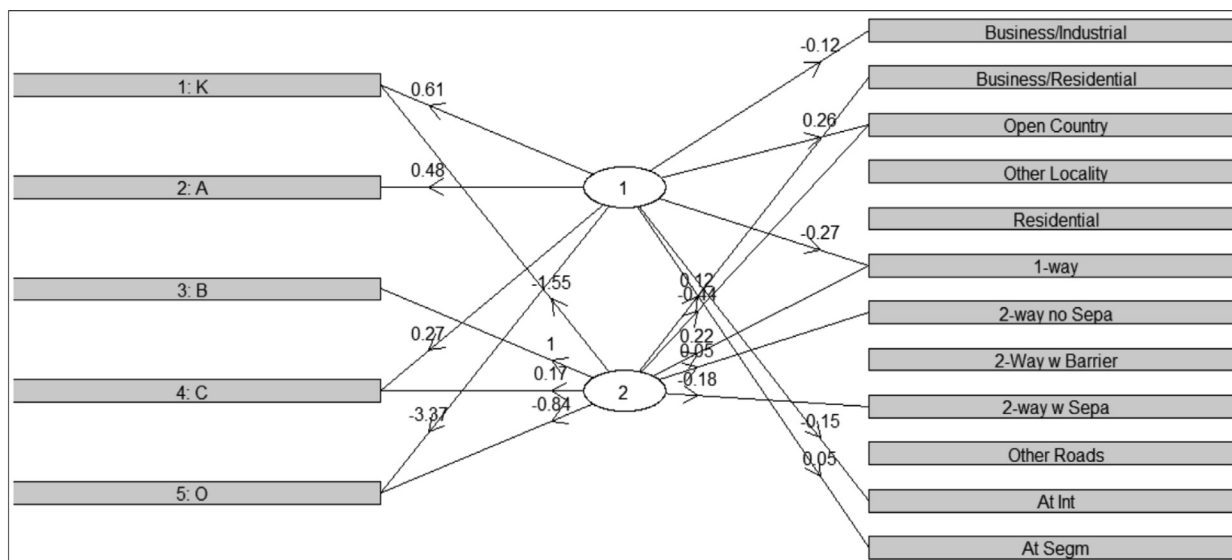 1: K
2: A
3: B
4: C
5: O
0.61
0.48
-1.55
0.27
1
0.17
-0.84
-3.37
1
2
-0.12
0.26
-0.27
0.12
-0.44
0.22
0.05
-0.18
-0.15
0.05
Business/Industrial
Business/Residential
Open Country
Other Locality
Residential
1-way
2-way no Sepa
2-Way w Barrier
2-way w Sepa
Other Roads
At Int
At Segm